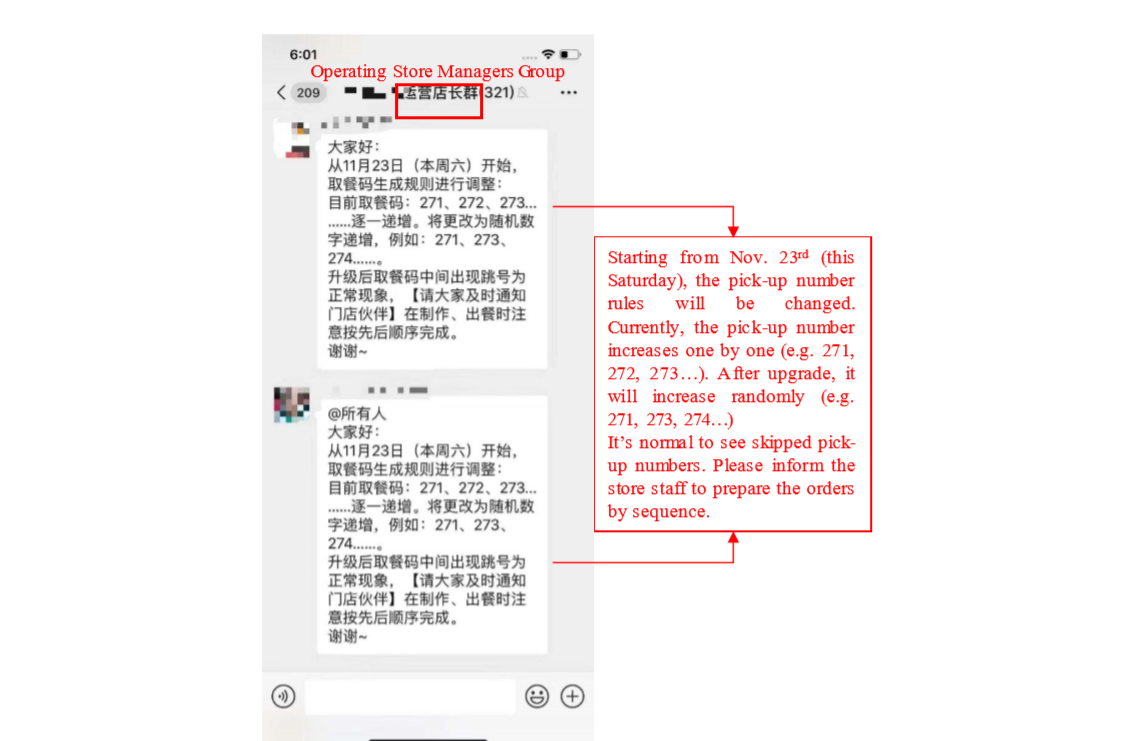 6:01
Operating Store Managers Group
209
运营店长群(321)
大家好：
从11月23日（本周六）开始，
取餐码生成规则进行调整：
目前取餐码：271、272、273...
......逐一递增。将更改为随机数
字递增，例如：271、273、
274......。
升级后取餐码中间出现跳号为
正常现象，【请大家及时通知
门店伙伴】在制作、出餐时注
意按先后顺序完成。
谢谢~
@所有人
大家好：
从11月23日（本周六）开始，
取餐码生成规则进行调整：
目前取餐码：271、272、273...
......逐一递增。将更改为随机数
字递增，例如：271、273、
274......。
升级后取餐码中间出现跳号为
正常现象，【请大家及时通知
门店伙伴】在制作、出餐时注
意按先后顺序完成。
谢谢~
Starting from Nov. 23rd (this
Saturday), the pick-up number
rules will be changed.
Currently, the pick-up number
increases one by one (e.g. 271,
272, 273…). After upgrade, it
will increase randomly (e.g.
271, 273, 274…)
It’s normal to see skipped pick-
up numbers. Please inform the
store staff to prepare the orders
by sequence.